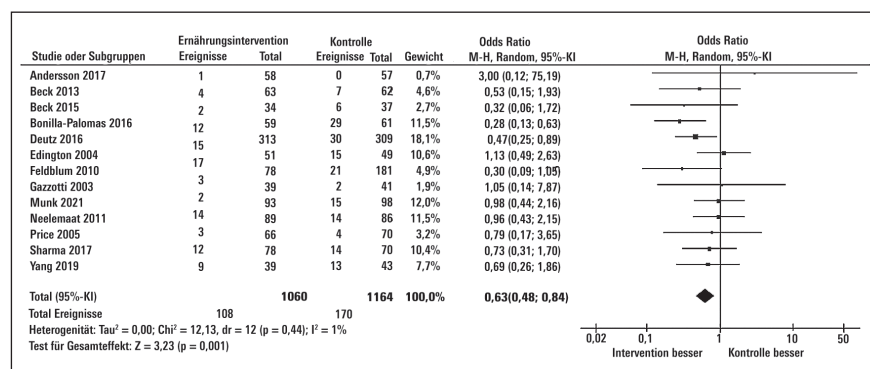 Ernährungsintervention Kontrolle Odds Ratio Odds Ratio
Studie oder Subgruppen Ereignisse Total Ereignisse Total Gewicht M-H, Random, 95%-KI M-H, Random, 95%-KI
Andersson 2017 1 58 0 57 0,7% 3,00 (0,12; 75,19)
Beck 2013 4 63 7 62 4,6% 0,53 (0,15; 1,93)
Beck 2015 2 34 6 37 1,7% 0,32 (0,06; 1,72)
Bonilla-Palomas 2016 12 59 29 61 11,5% 0,28 (0,13; 0,63)
Deutz 2016 15 313 30 309 18,1% 0,47(0,25; 0,89)
Edington 2004 17 51 15 49 10,6% 1,13 (0,49; 2,63)
Feldblum 2010 3 78 21 181 4,9% 0,30 (0,09; 1,05)
Gazzotti 2003 2 39 2 41 1,9% 1,05 (0,14; 7,87)
Munk 2021 14 93 15 98 12,0% 0,98 (0,44; 2,16)
Neelemaat 2011 3 89 14 86 11,5% 0,96 (0,43; 2,15)
Price 2005 12 66 4 70 4,6% 0,79 (0,17; 3,65)
Sharma 2017 9 78 14 70 10,4% 0,73 (0,31; 1,70)
Yang 2019 39 13 43 7,7% 0,69 (0,26; 1,86)
Total (95%-KI) 1060 1164 100,0% 0,63(0,48; 0,84)
Total Ereignisse 108 170
Heterogenität: Tau² = 0,00; Chi² = 12,13, dr = 12 (p = 0,44); I² = 1%
Test für Gesamteffekt: Z = 3,23 (p = 0,001)
0,02 0,1 1 10 50
Intervention besser Kontrolle besser